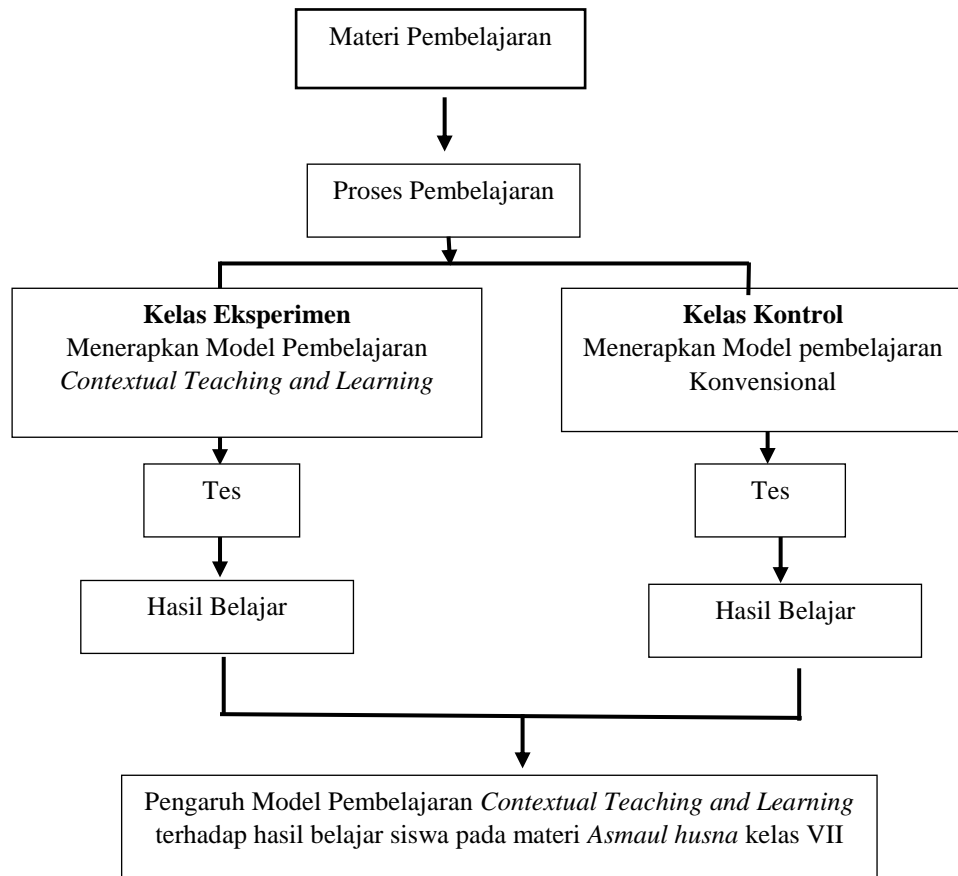 Materi Pembelajaran
Proses Pembelajaran
Kelas Eksperimen
Menerapkan Model Pembelajaran
Contextual Teaching and Learning
Kelas Kontrol
Menerapkan Model pembelajaran
Konvensional
Tes
Tes
Hasil Belajar
Hasil Belajar
Pengaruh Model Pembelajaran Contextual Teaching and Learning
terhadap hasil belajar siswa pada materi Asmaul husna kelas VII